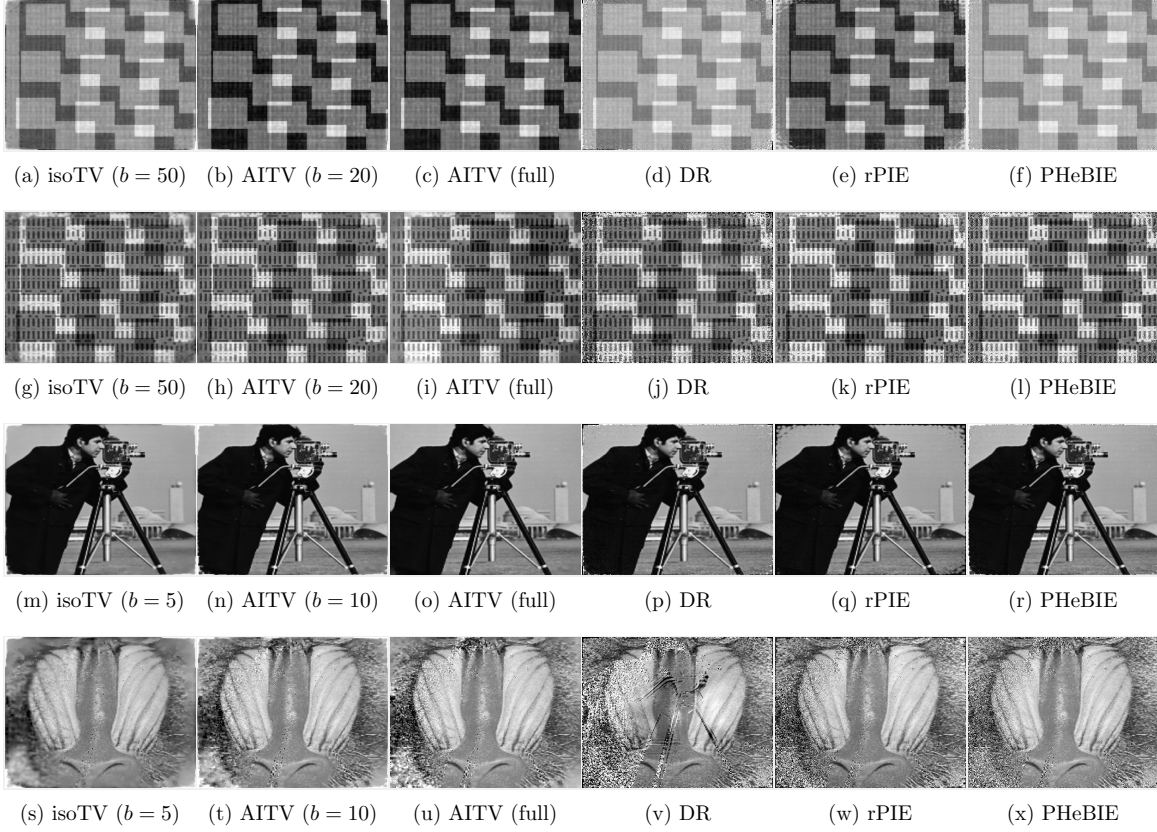 (a) isoTV (b = 50) (b) AITV (b = 20) (c) AITV (full) (d) DR (e) rPIE (f) PHeBIE
(g) isoTV (b = 50) (h) AITV (b = 20) (i) AITV (full) (j) DR (k) rPIE (l) PHeBIE
(m) isoTV (b = 5) (n) AITV (b = 10) (o) AITV (full) (p) DR (q) rPIE (r) PHeBIE
(s) isoTV (b = 5) (t) AITV (b = 10) (u) AITV (full) (v) DR (w) rPIE (x) PHeBIE